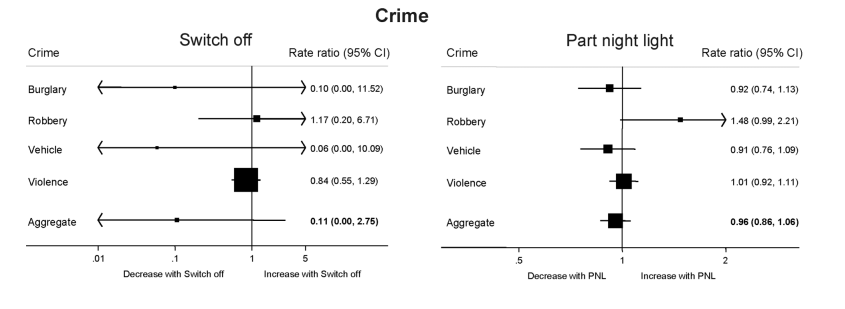 Crime
Switch off
Crime Rate ratio (95% CI)
Burglary 0.10 (0.00, 11.52)
Robbery 1.17 (0.20, 6.71)
Vehicle 0.06 (0.00, 10.09)
Violence 0.84 (0.55, 1.29)
Aggregate 0.11 (0.00, 2.75)
.01 .1 1 5
Decrease with Switch off Increase with Switch off
Part night light
Crime Rate ratio (95% CI)
Burglary 0.92 (0.74, 1.13)
Robbery 1.48 (0.99, 2.21)
Vehicle 0.91 (0.76, 1.09)
Violence 1.01 (0.92, 1.11)
Aggregate 0.96 (0.86, 1.06)
.5 1 2
Decrease with PNL Increase with PNL